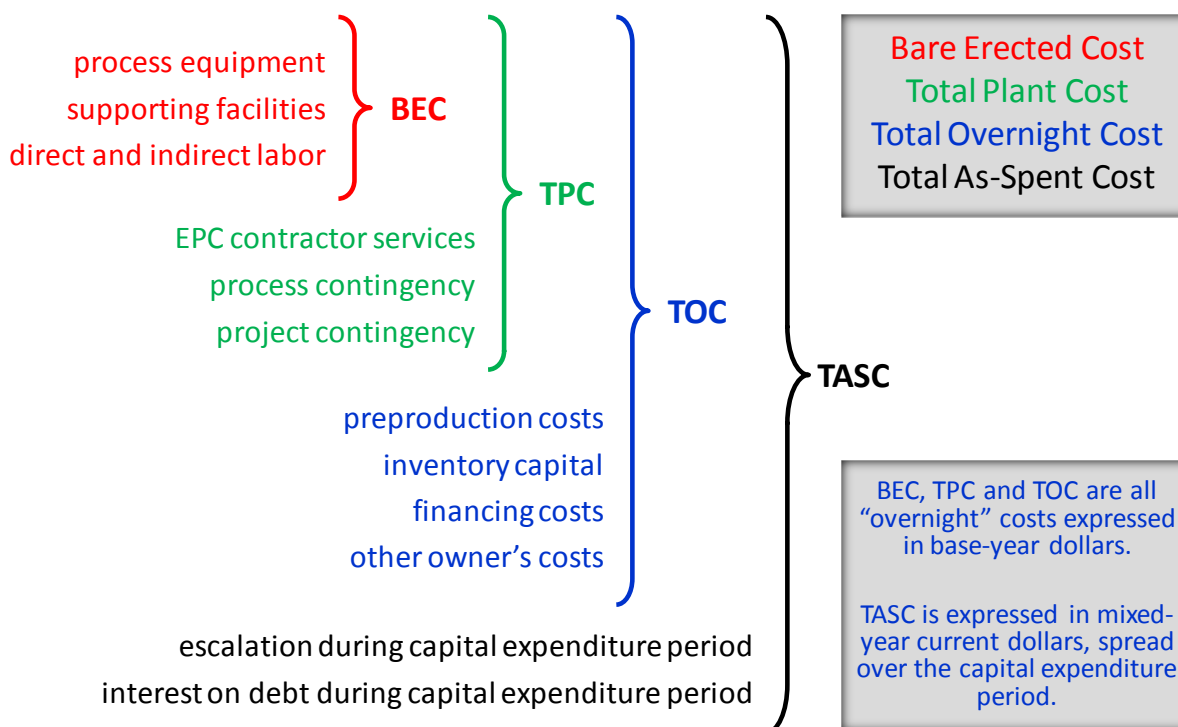 process equipment
supporting facilities
direct and indirect labor
BEC
EPC contractor services
process contingency
project contingency
TPC
preproduction costs
inventory capital
financing costs
other owner's costs
TOC
escalation during capital expenditure period
interest on debt during capital expenditure period
TASC
Bare Erected Cost
Total Plant Cost
Total Overnight Cost
Total As-Spent Cost
BEC, TPC and TOC are all
“overnight” costs expressed
in base-year dollars.
TASC is expressed in mixed-
year current dollars, spread
over the capital expenditure
period.